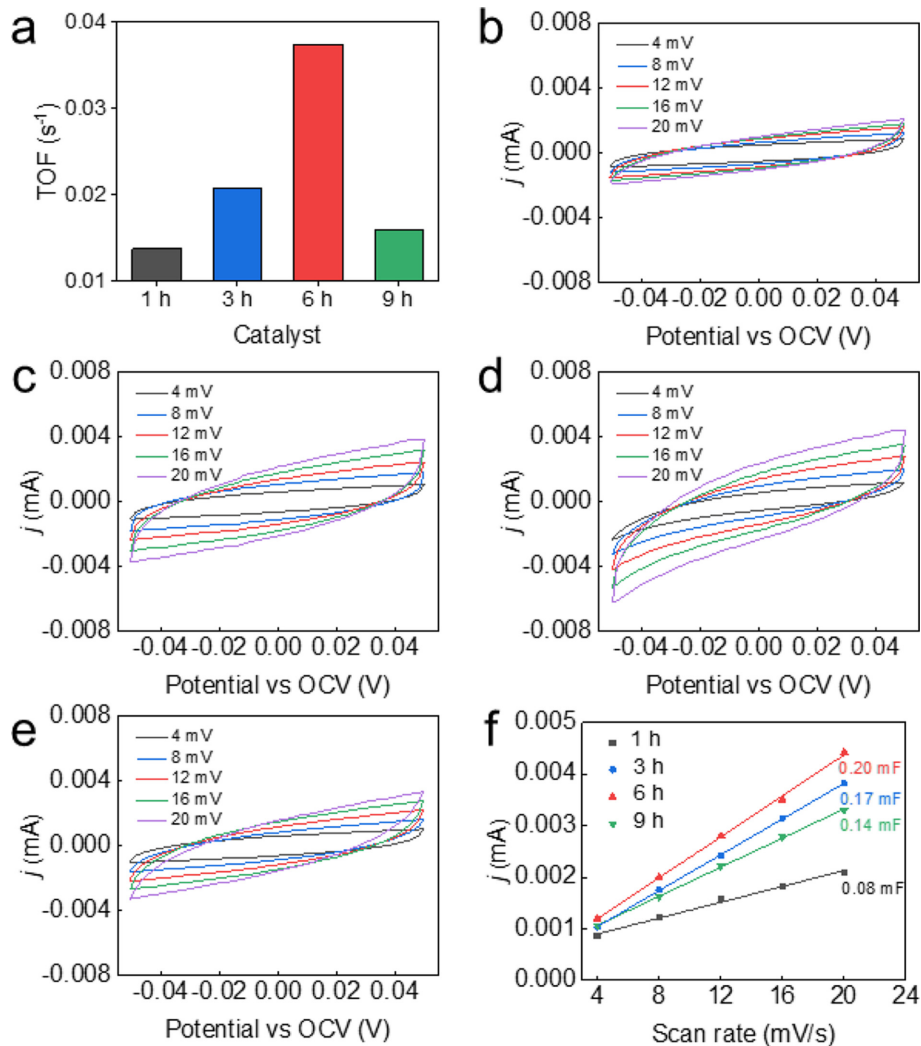 a
TOF (s-1)
0.04
0.03
0.02
0.01
1 h 3 h 6 h 9 h
Catalyst
b
j (mA)
0.008
0.004
0.000
-0.004
-0.008
4 mV
8 mV
12 mV
16 mV
20 mV
-0.04 -0.02 0.00 0.02 0.04
Potential vs OCV (V)
c
j (mA)
0.008
0.004
0.000
-0.004
-0.008
4 mV
8 mV
12 mV
16 mV
20 mV
-0.04 -0.02 0.00 0.02 0.04
Potential vs OCV (V)
d
j (mA)
0.008
0.004
0.000
-0.004
-0.008
4 mV
8 mV
12 mV
16 mV
20 mV
-0.04 -0.02 0.00 0.02 0.04
Potential vs OCV (V)
e
j (mA)
0.008
0.004
0.000
-0.004
-0.008
4 mV
8 mV
12 mV
16 mV
20 mV
-0.04 -0.02 0.00 0.02 0.04
Potential vs OCV (V)
f
j (mA)
0.005
0.004
0.003
0.002
0.001
0.000
1 h
3 h
6 h
9 h
0.20 mF
0.17 mF
0.14 mF
0.08 mF
4 8 12 16 20 24
Scan rate (mV/s)